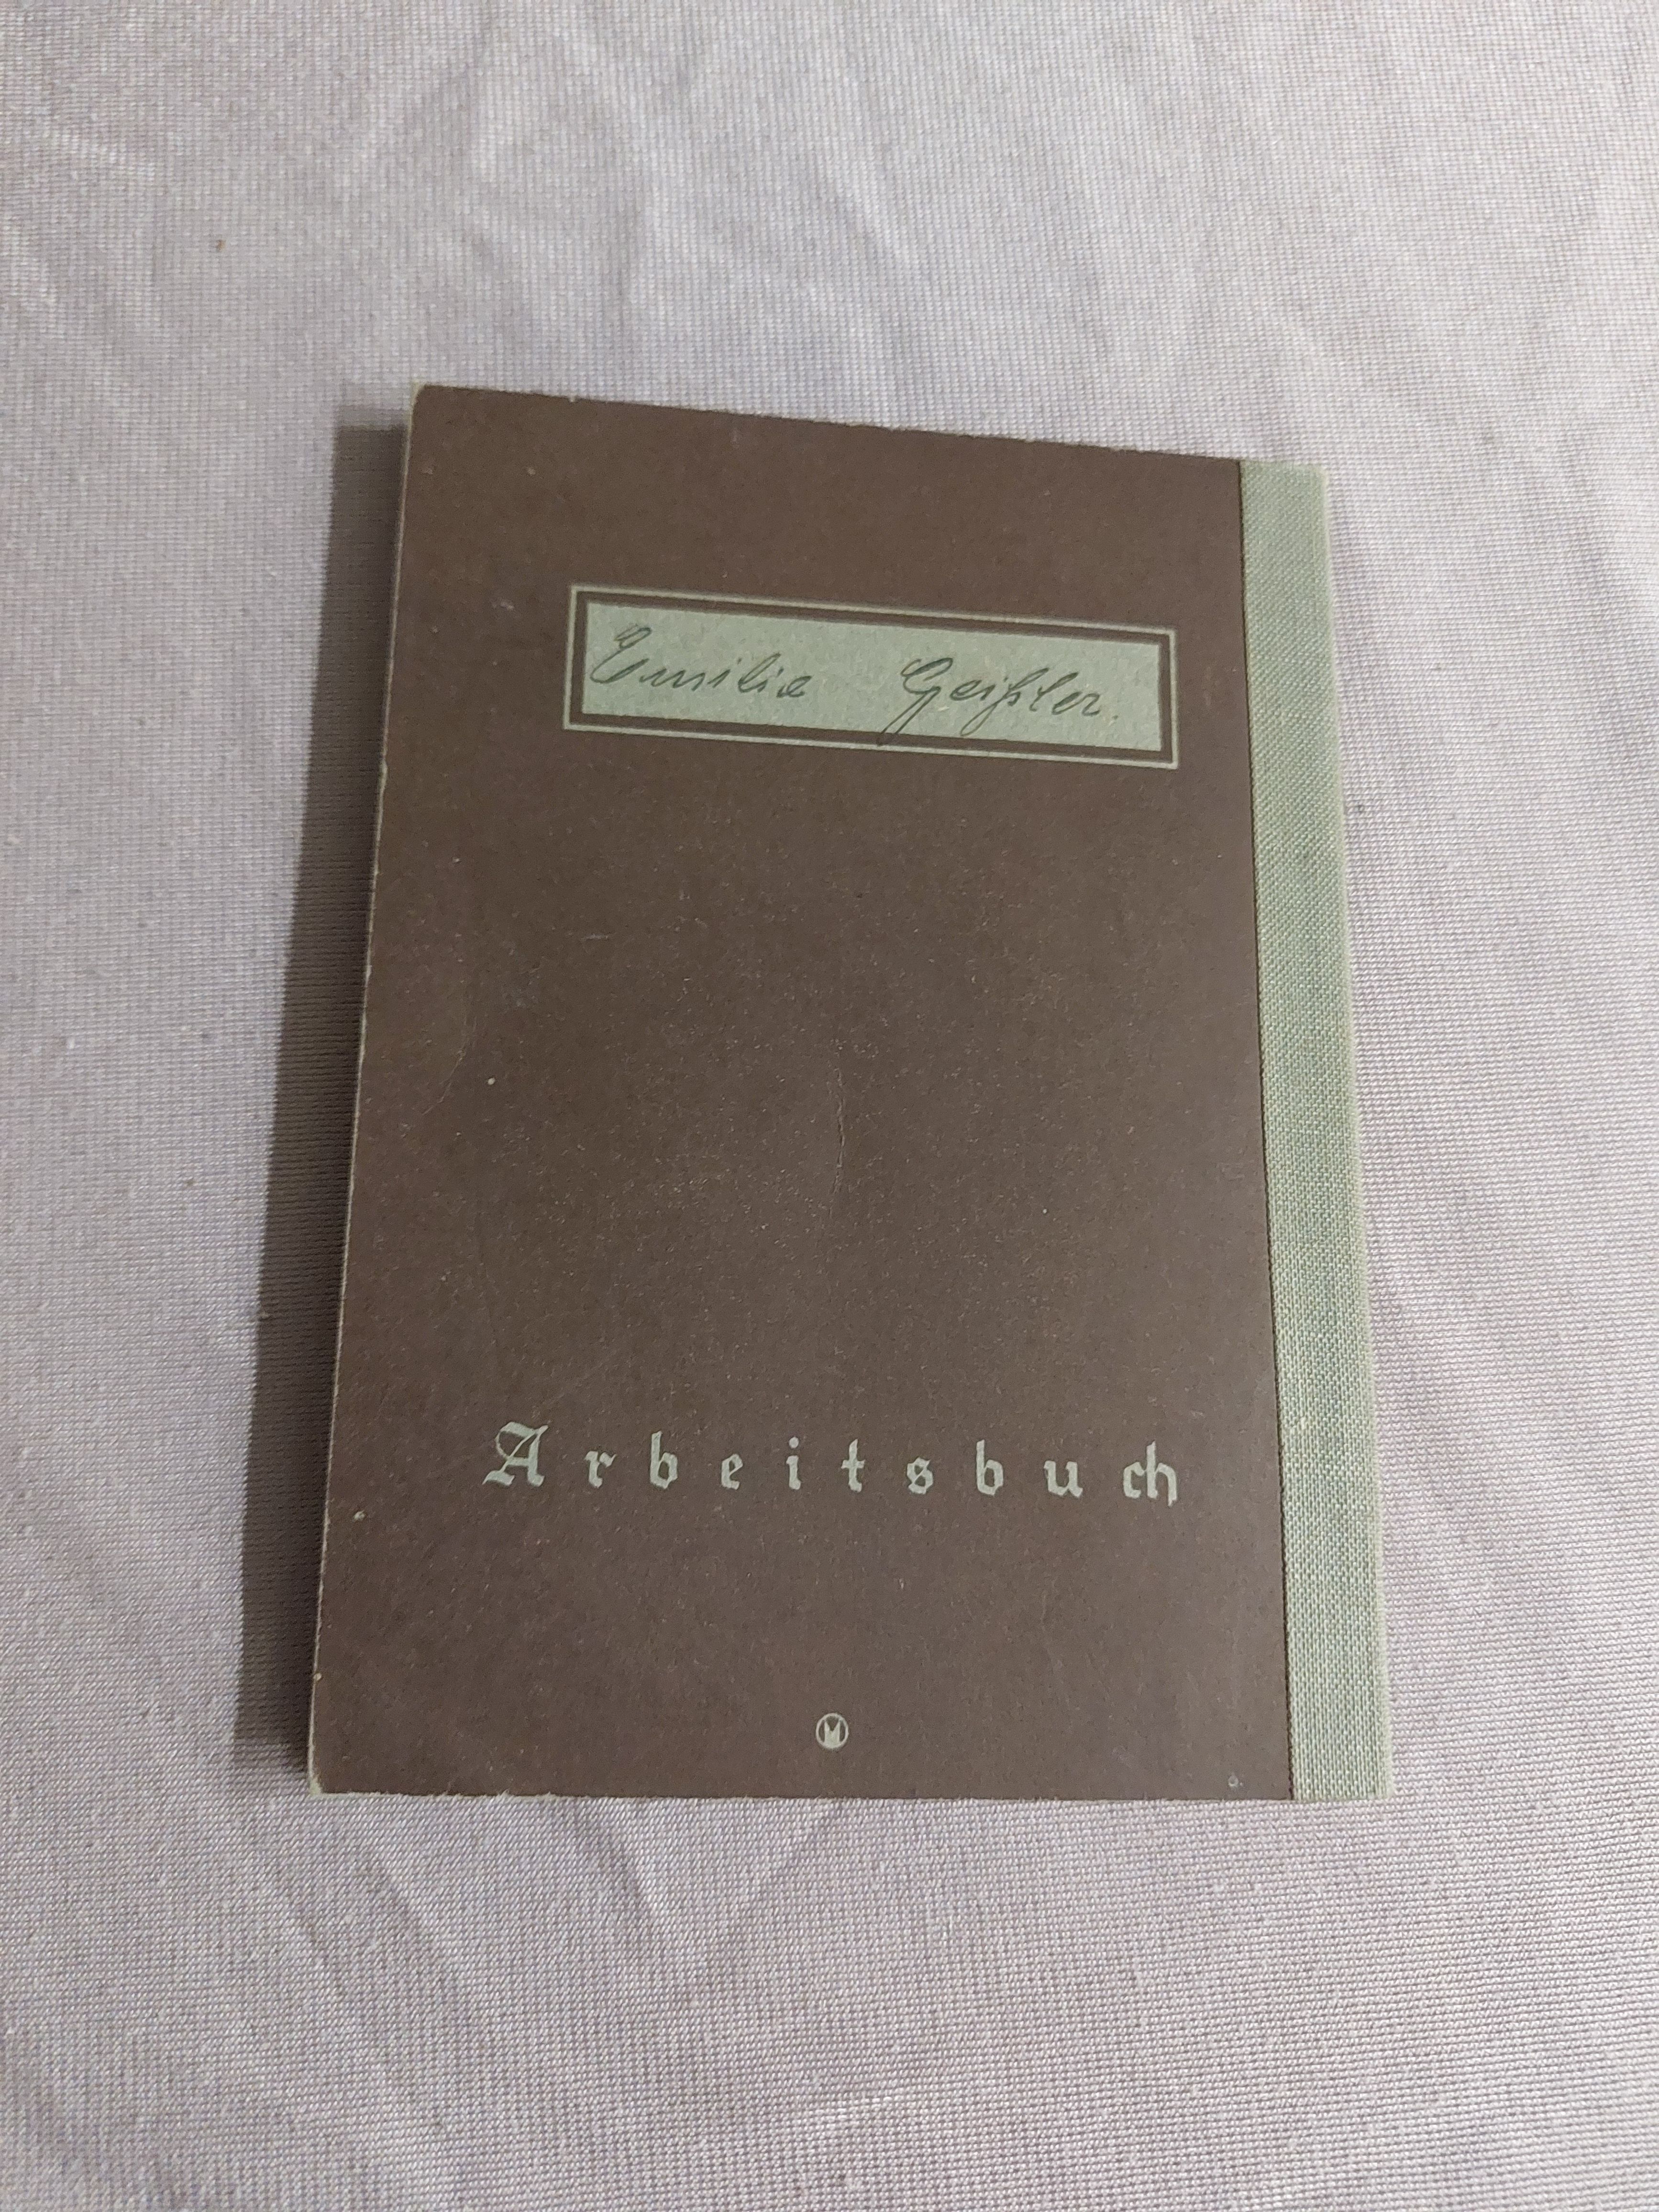 Emilie Geißler.
Arbeitsbuch
M